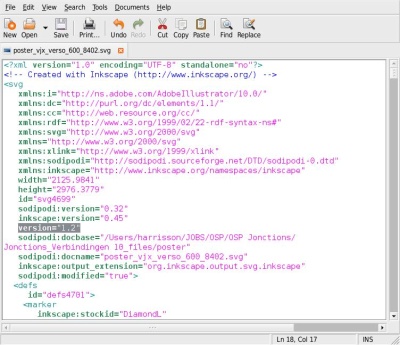 File Edit View Search Tools Documents Help
New Open Save Print... Undo Redo Cut Copy Paste Find Replace
poster_vjx_verso_600_8402.svg
<?xml version="1.0" encoding="UTF-8" standalone="no"?>
<!-- Created with Inkscape (http://www.inkscape.org/) -->
<svg
xmlns:i="http://ns.adobe.com/AdobeIllustrator/10.0/"
xmlns:dc="http://purl.org/dc/elements/1.1/"
xmlns:cc="http://web.resource.org/cc/"
xmlns:rdf="http://www.w3.org/1999/02/22-rdf-syntax-ns#"
xmlns:svg="http://www.w3.org/2000/svg"
xmlns="http://www.w3.org/2000/svg"
xmlns:xlink="http://www.w3.org/1999/xlink"
xmlns:sodipodi="http://sodipodi.sourceforge.net/DTD/sodipodi-0.dtd"
xmlns:inkscape="http://www.inkscape.org/namespaces/inkscape"
width="2125.9841"
height="2976.3779"
id="svg4699"
sodipodi:version="0.32"
inkscape:version="0.45"
version="1.2"
sodipodi:docbase="/Users/harrisson/JOBS/OSP/OSP Jonctions/
Jonctions_Verbindingen 10_files/poster"
sodipodi:docname="poster_vjx_verso_600_8402.svg"
inkscape:output_extension="org.inkscape.output.svg.inkscape"
sodipodi:modified="true">
<defs
id="defs4701">
<marker
inkscape:stockid="DiamondL"
Ln 18, Col 17 INS